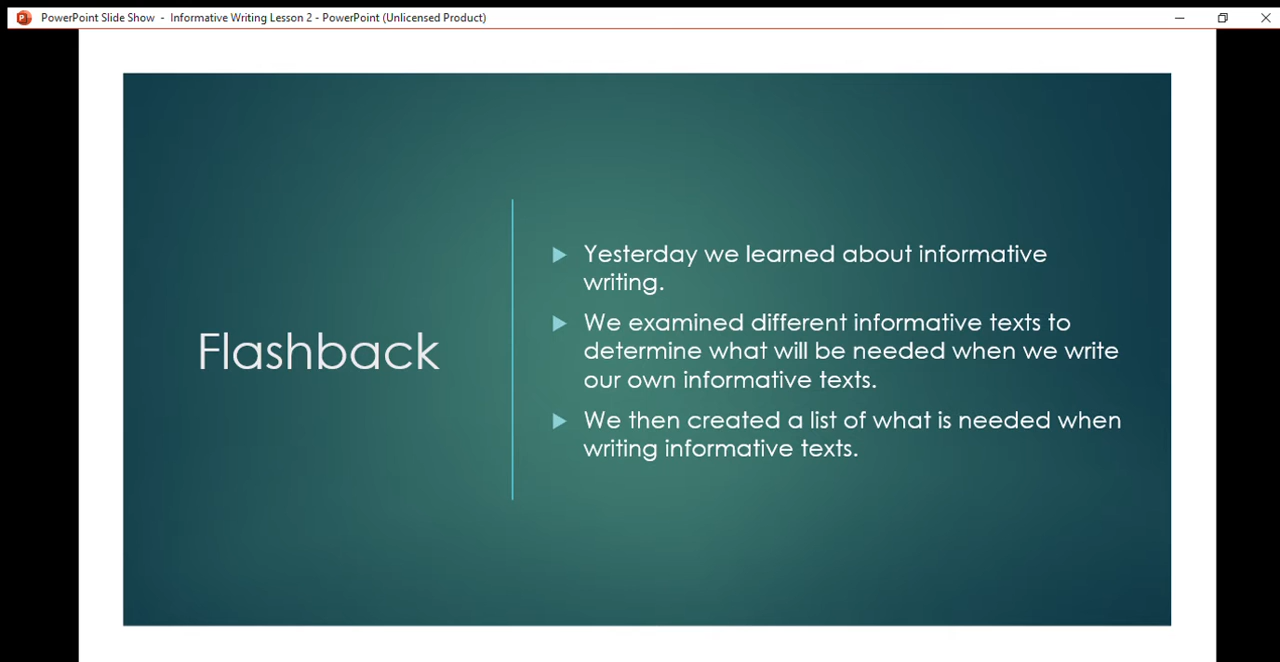 PowerPoint Slide Show - Informative Writing Lesson 2 - PowerPoint (Unlicensed Product)
Flashback
Yesterday we learned about informative
writing.
We examined different informative texts to
determine what will be needed when we write
our own informative texts.
We then created a list of what is needed when
writing informative texts.